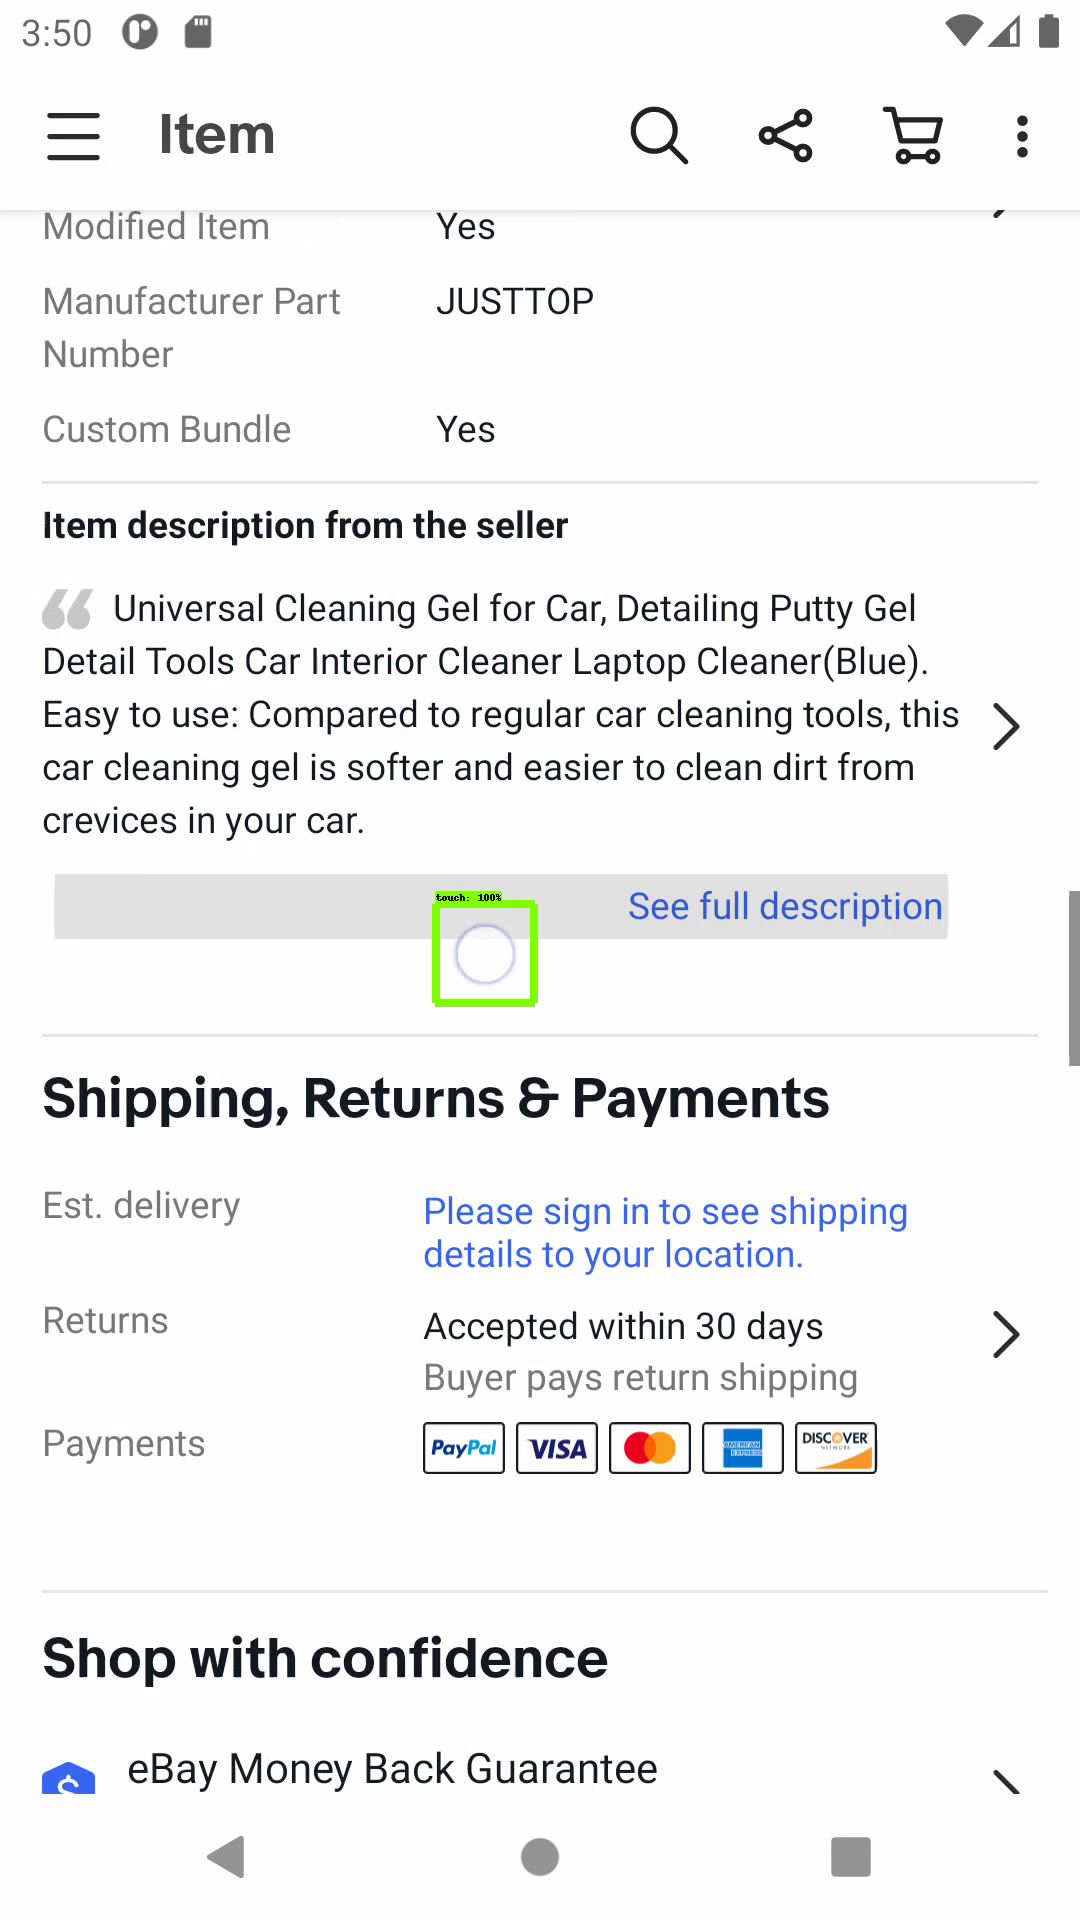 3:50
Item
Modified Item Yes
Manufacturer Part Number JUSTTOP
Custom Bundle Yes
Item description from the seller
Universal Cleaning Gel for Car, Detailing Putty Gel
Detail Tools Car Interior Cleaner Laptop Cleaner(Blue).
Easy to use: Compared to regular car cleaning tools, this
car cleaning gel is softer and easier to clean dirt from
crevices in your car.
touch: 100%
See full description
Shipping, Returns & Payments
Est. delivery Please sign in to see shipping
details to your location.
Returns Accepted within 30 days
Buyer pays return shipping
Payments PayPal VISA AMERICAN EXPRESS DISCOVER NETWORK
Shop with confidence
eBay Money Back Guarantee